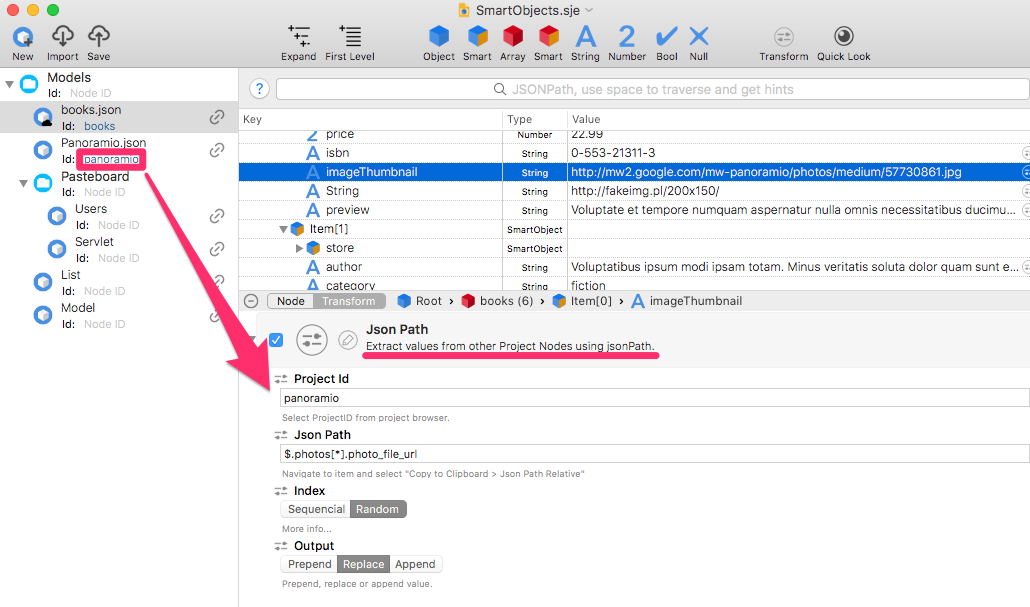 SmartObjects.sje
New Import Save Expand First Level Object Smart Array Smart String Number Bool Null Transform Quick Look
Models
Id: Node ID
books.json
Id: books
Panoramio.json
Id: panoramio
Pasteboard
Id: Node ID
Users
Id: Node ID
Servlet
Id: Node ID
List
Id: Node ID
Model
Id: Node ID
? JSONPath, use space to traverse and get hints
Key Type Value
price Number 22.99
isbn String 0-553-21311-3
imageThumbnail String http://mw2.google.com/mw-panoramio/photos/medium/57730861.jpg
String String http://fakeimg.pl/200x150/
preview String Voluptate et tempore numquam aspernatur nulla omnis necessitatibus ducimu...
Item[1] SmartObject
store SmartObject
author String Voluptatibus ipsum modi ipsam totam. Minus veritatis soluta dolor quam sunt e...
category String fiction
Node Transform Root › books (6) › Item[0] › imageThumbnail
Json Path
Extract values from other Project Nodes using jsonPath.
Project Id
panoramio
Select ProjectID from project browser.
Json Path
$.photos[*].photo_file_url
Navigate to item and select "Copy to Clipboard > Json Path Relative"
Index
Sequencial Random
More info...
Output
Prepend Replace Append
Prepend, replace or append value.